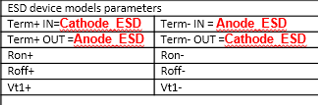 ESD device models parameters
Term+ IN=Cathode_ESD Term- IN = Anode_ESD
Term+ OUT =Anode_ESD Term- OUT =Cathode_ESD
Ron+ Ron-
Roff+ Roff-
Vt1+ Vt1-